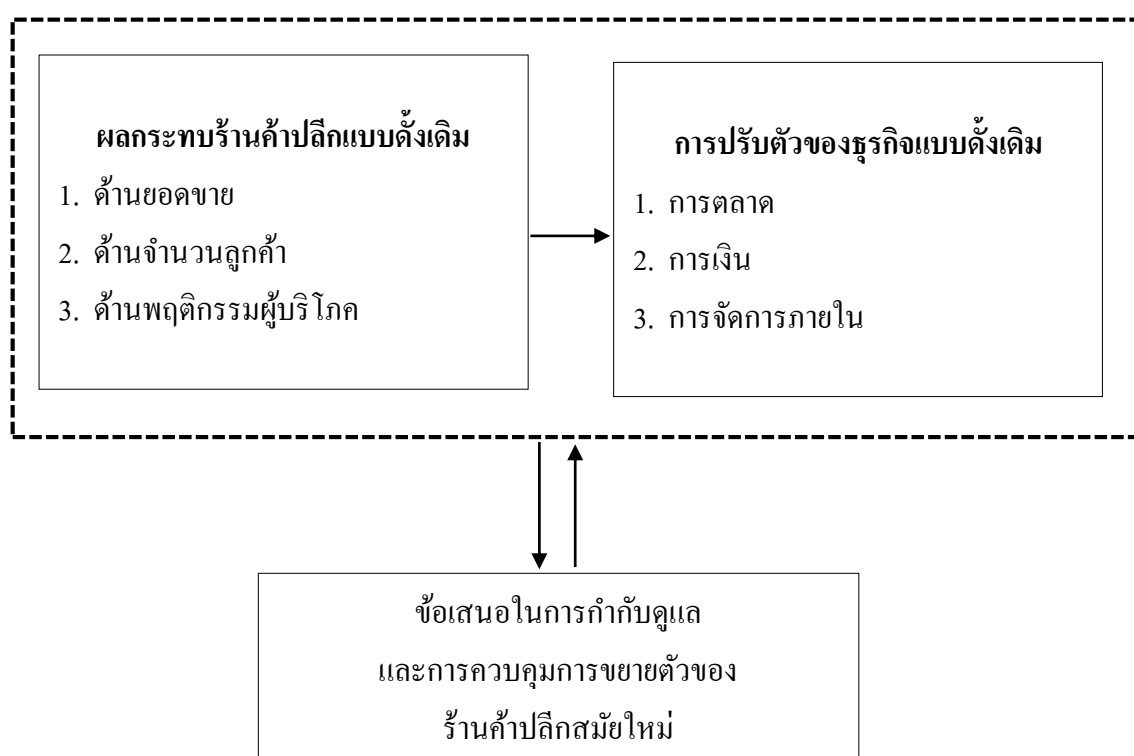 ผลกระทบร้านค้าปลีกแบบดั้งเดิม
1. ด้านยอดขาย
2. ด้านจำนวนลูกค้า
3. ด้านพฤติกรรมผู้บริโภค
การปรับตัวของธุรกิจแบบดั้งเดิม
1. การตลาด
2. การเงิน
3. การจัดการภายใน
ข้อเสนอในการกำกับดูแล
และการควบคุมการขยายตัวของ
ร้านค้าปลีกสมัยใหม่